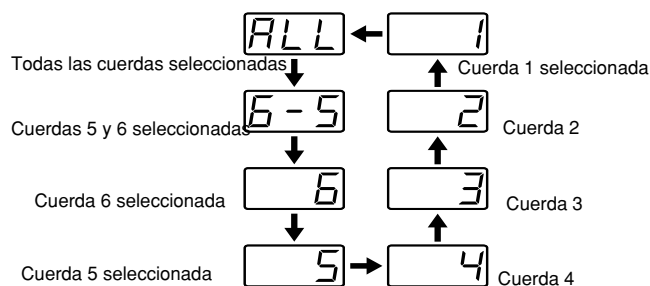 ALL
1
Todas las cuerdas seleccionadas
Cuerda 1 seleccionada
6-5
2
Cuerdas 5 y 6 seleccionadas
Cuerda 2
6
3
Cuerda 6 seleccionada
Cuerda 3
5
4
Cuerda 5 seleccionada
Cuerda 4